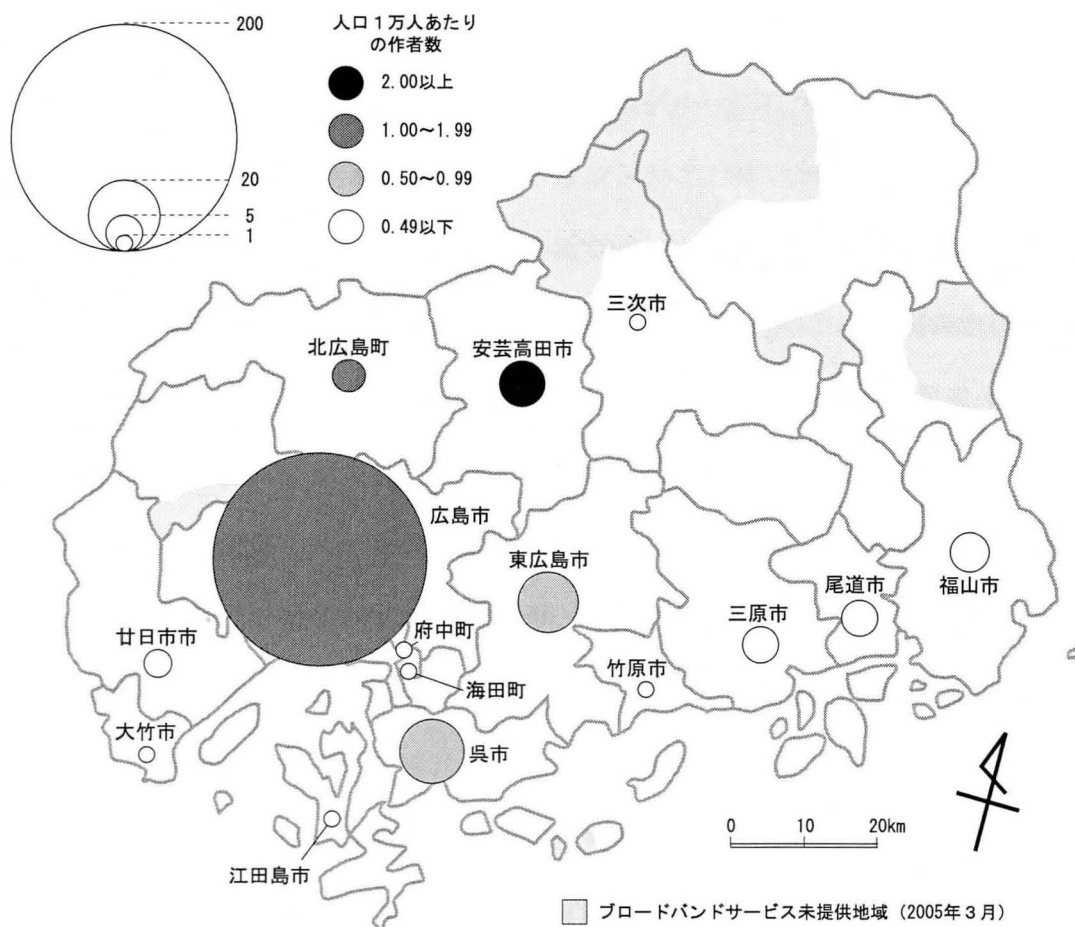 200
20
5
1
人口1万人あたり
の作者数
2.00以上
1.00～1.99
0.50～0.99
0.49以下
三次市
北広島町
安芸高田市
広島市
東広島市
尾道市
福山市
三原市
府中町
廿日市市
竹原市
海田町
大竹市
呉市
江田島市
0 10 20km
ブロードバンドサービス未提供地域（2005年3月）